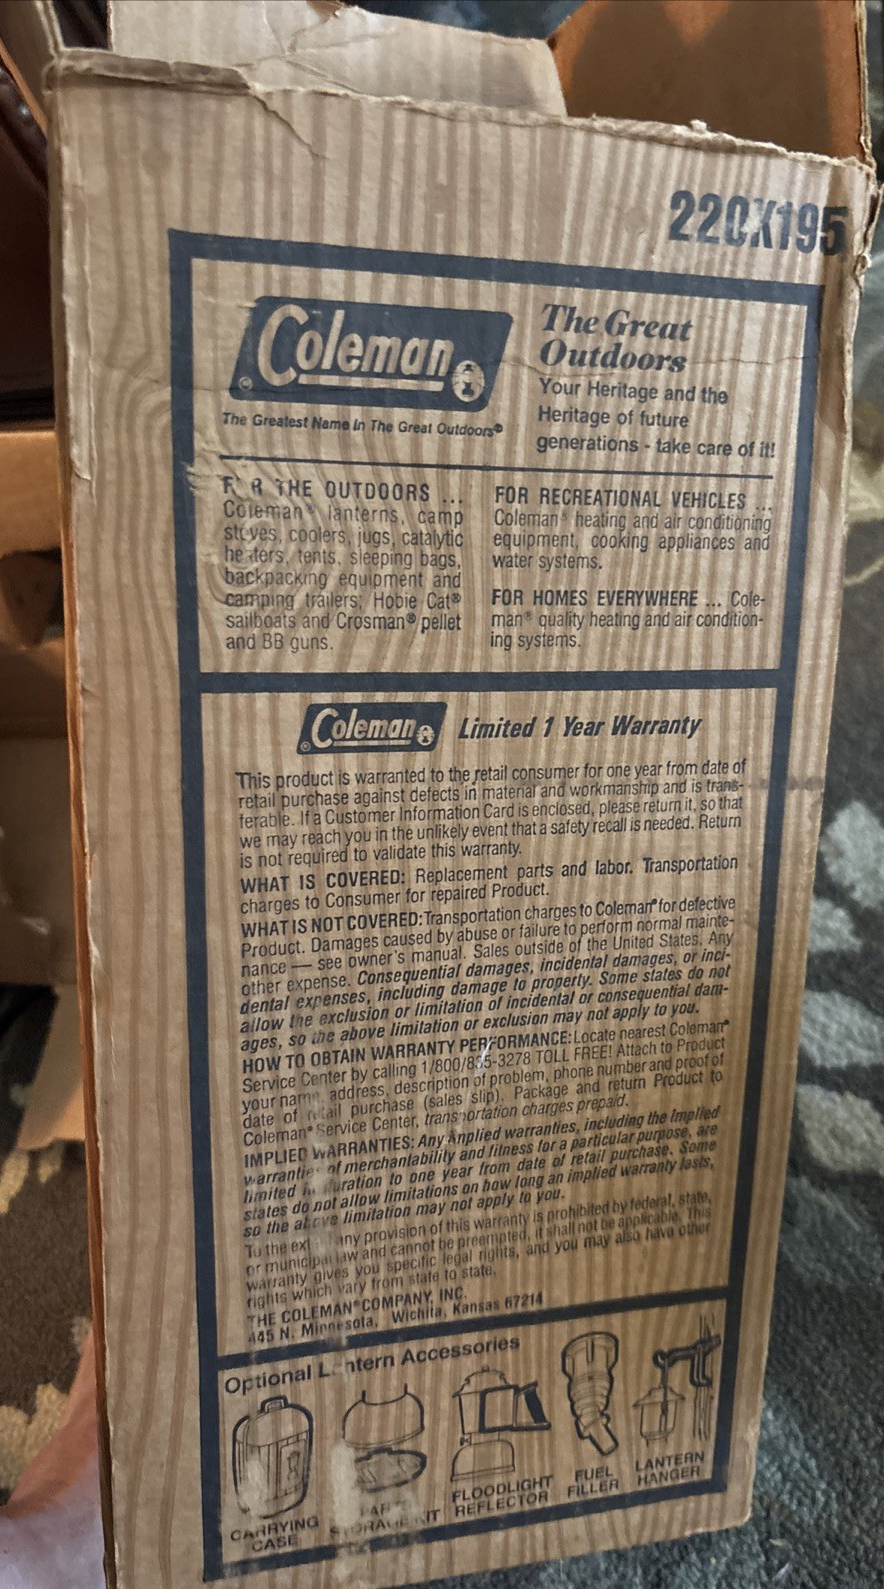 220X195
Coleman®
The Greatest Name In The Great Outdoors®
The Great
Outdoors
Your Heritage and the
Heritage of future
generations - take care of it!
THE OUTDOORS ...
Coleman® lanterns, camp
stoves, coolers, jugs, catalytic
heaters, tents, sleeping bags,
backpacking equipment and
camping trailers; Hobie Cat®
sailboats and Crosman® pellet
and BB guns.
FOR RECREATIONAL VEHICLES ...
Coleman® heating and air conditioning
equipment, cooking appliances and
water systems.
FOR HOMES EVERYWHERE ... Cole-
man® quality heating and air condition-
ing systems.
Coleman® Limited 1 Year Warranty
This product is warranted to the retail consumer for one year from date of
retail purchase against defects in material and workmanship and is trans-
ferable. If a Customer Information Card is enclosed, please return it, so that
we may reach you in the unlikely event that a safety recall is needed. Return
is not required to validate this warranty.
WHAT IS COVERED: Replacement parts and labor. Transportation
charges to Consumer for repaired Product.
WHAT IS NOT COVERED: Transportation charges to Coleman® for defective
Product. Damages caused by abuse or failure to perform normal mainte-
nance — see owner's manual. Sales outside of the United States. Any
other expense. Consequential damages, incidental damages, or inci-
dental expenses, including damage to property. Some states do not
allow the exclusion or limitation of incidental or consequential dam-
ages, so the above limitation or exclusion may not apply to you.
HOW TO OBTAIN WARRANTY PERFORMANCE: Locate nearest Coleman®
Service Center by calling 1/800/835-3278 TOLL FREE! Attach to Product
your name, address, description of problem, phone number and proof of
date of retail purchase (sales slip). Package and return Product to
Coleman® Service Center, transportation charges prepaid.
IMPLIED WARRANTIES: Any implied warranties, including the implied
warranties of merchantability and fitness for a particular purpose, are
limited in duration to one year from date of retail purchase. Some
states do not allow limitations on how long an implied warranty lasts,
so the above limitation may not apply to you.
To the any provision of this warranty is prohibited by federal, state,
or municipal law and cannot be preempted, it shall not be applicable. This
warranty gives you specific legal rights, and you may also have other
rights which vary from state to state.
THE COLEMAN® COMPANY, INC.
445 N. Minnesota, Wichita, Kansas 67214
Optional Lantern Accessories
CARRYING
CASE
STORAGE KIT
FLOODLIGHT
REFLECTOR
FUEL
FILLER
LANTERN
HANGER